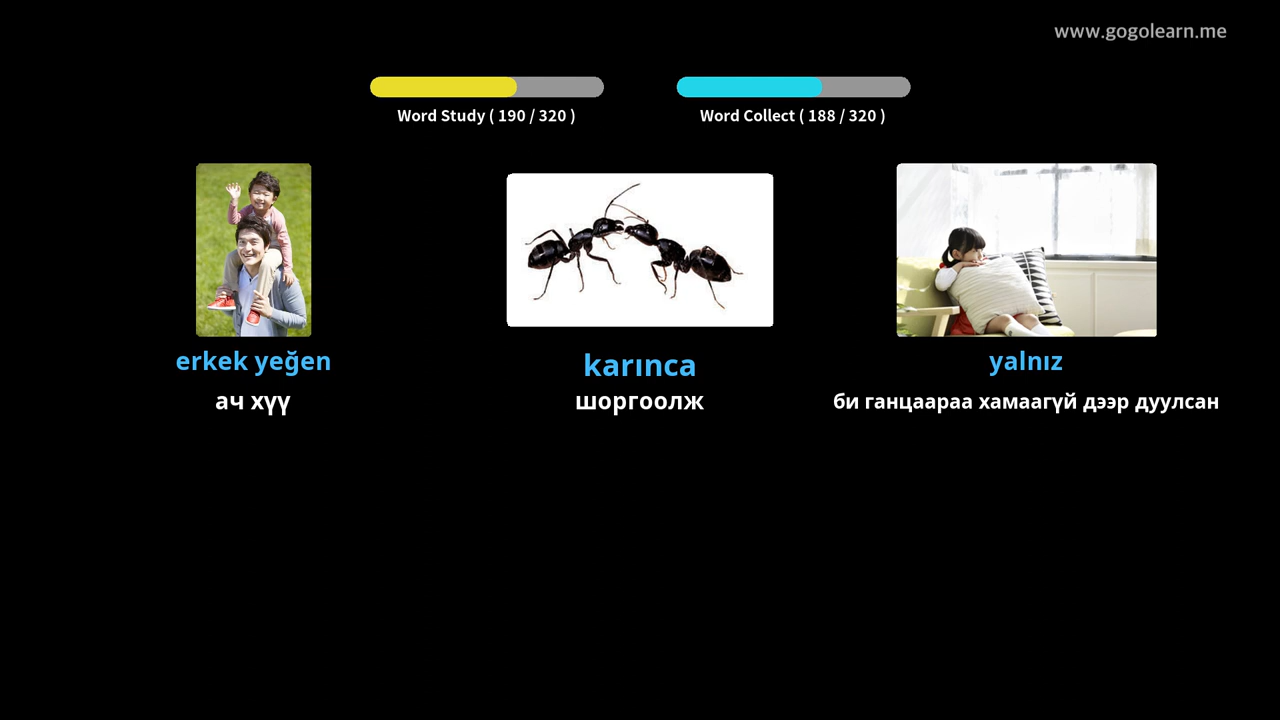 www.gogolearn.me
Word Study ( 190 / 320 )
Word Collect ( 188 / 320 )
erkek yeğen
karınca
yalnız
ач хүү
шоргоолж
би ганцаараа хамаагүй дээр дуулсан